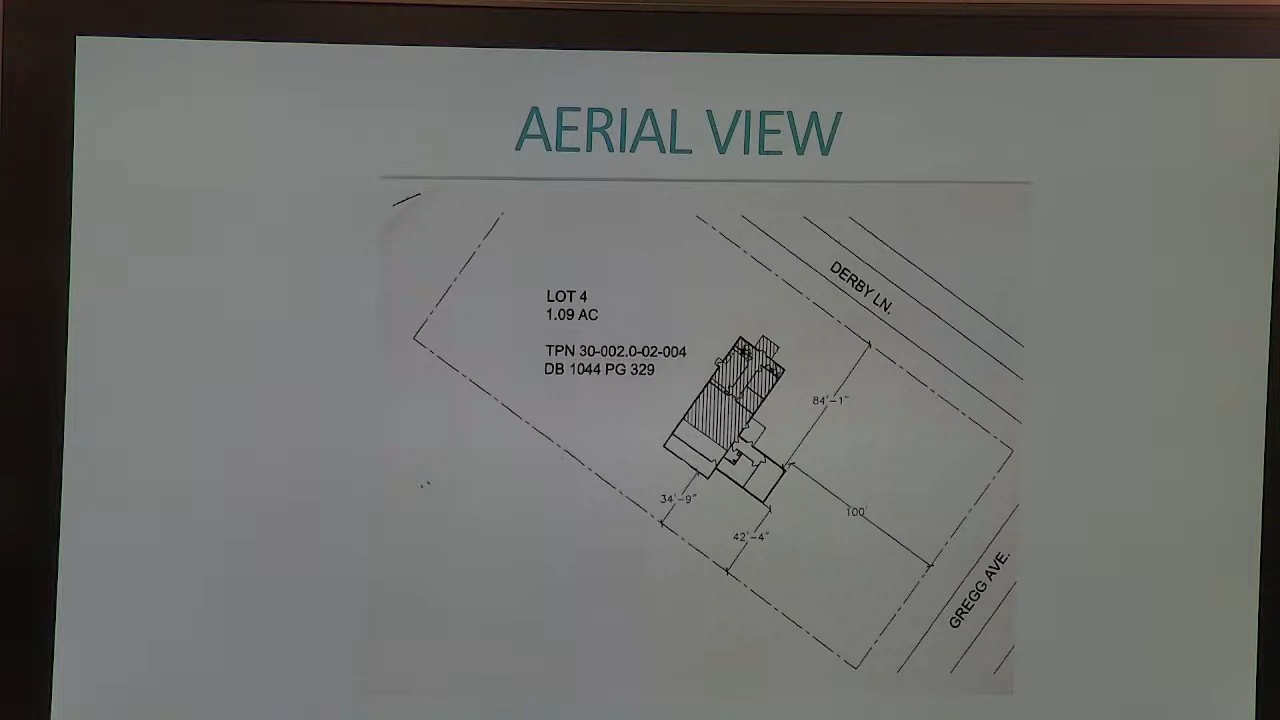 AERIAL VIEW
DERBY LN.
LOT 4
1.09 AC
TPN 30-002.0-02-004
DB 1044 PG 329
84'-1"
34'-9"
100'
42'-4"
GREGG AVE.